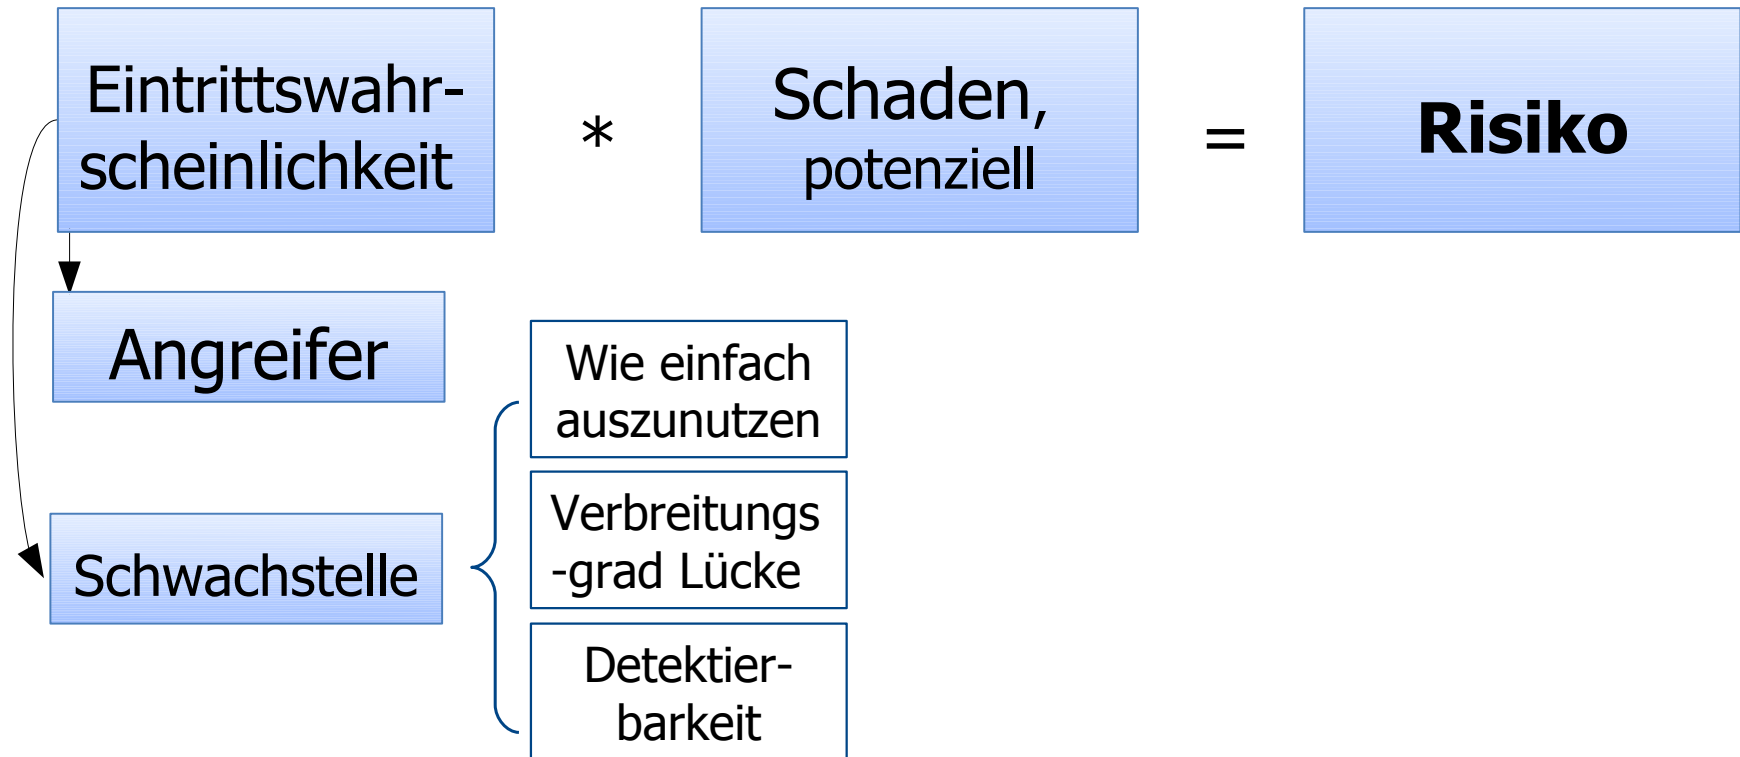 Eintrittswahr-
scheinlichkeit
*
Schaden,
potenziell
=
Risiko
Angreifer
Schwachstelle
Wie einfach
auszunutzen
Verbreitungs
-grad Lücke
Detektier-
barkeit